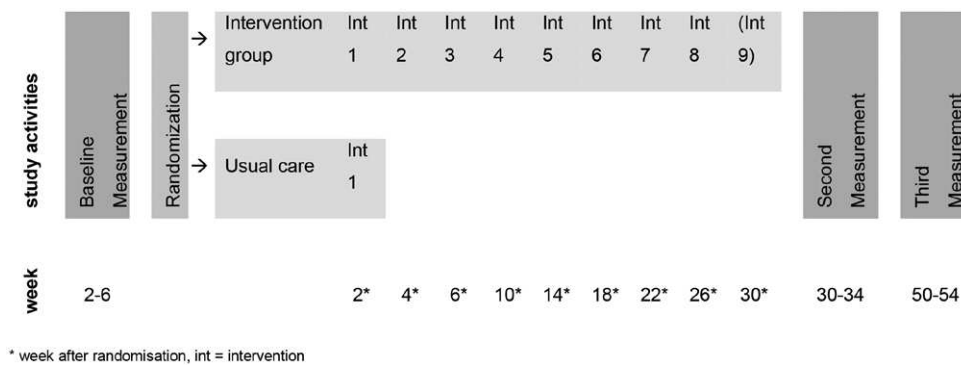 study activities
Baseline
Measurement
Randomization
→
Intervention
group
Int
1
Int
2
Int
3
Int
4
Int
5
Int
6
Int
7
Int
8
(Int
9)
→
Usual care
Int
1
Second
Measurement
Third
Measurement
week
2-6
2*
4*
6*
10*
14*
18*
22*
26*
30*
30-34
50-54
* week after randomisation, int = intervention